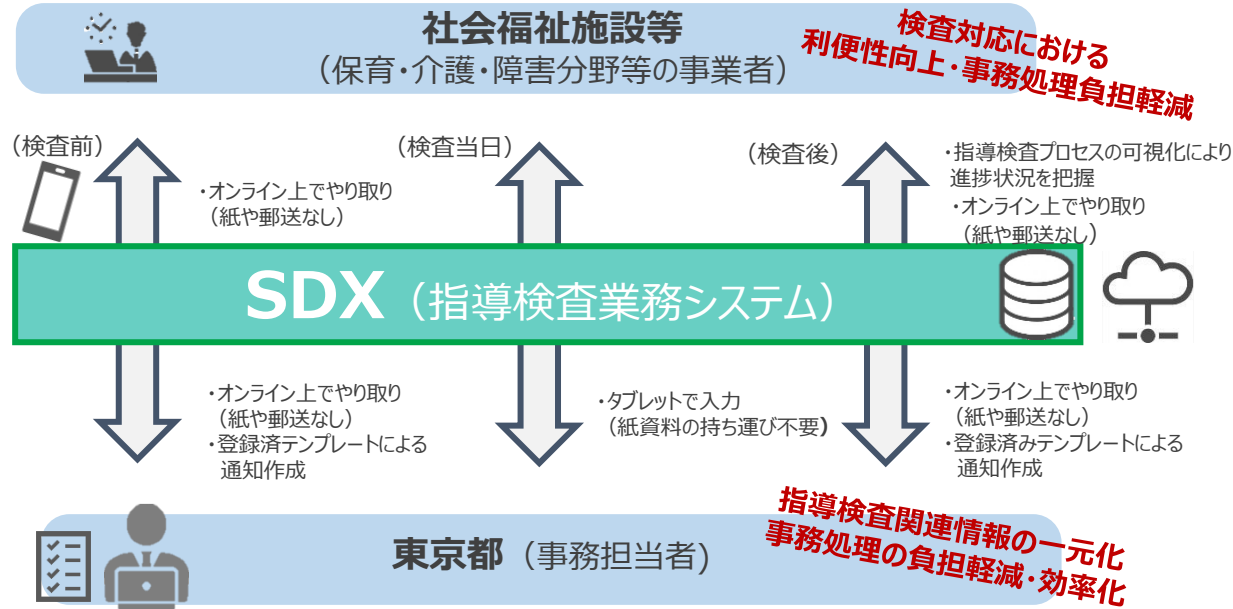 社会福祉施設等
（保育・介護・障害分野等の事業者）
検査対応における
利便性向上・事務処理負担軽減
（検査前）
・オンライン上でやり取り
（紙や郵送なし）
（検査当日）
（検査後）
・指導検査プロセスの可視化により
進捗状況を把握
・オンライン上でやり取り
（紙や郵送なし）
SDX（指導検査業務システム）
・オンライン上でやり取り
（紙や郵送なし）
・登録済テンプレートによる
通知作成
・タブレットで入力
（紙資料の持ち運び不要）
・オンライン上でやり取り
（紙や郵送なし）
・登録済みテンプレートによる
通知作成
東京都（事務担当者)
指導検査関連情報の一元化
事務処理の負担軽減・効率化